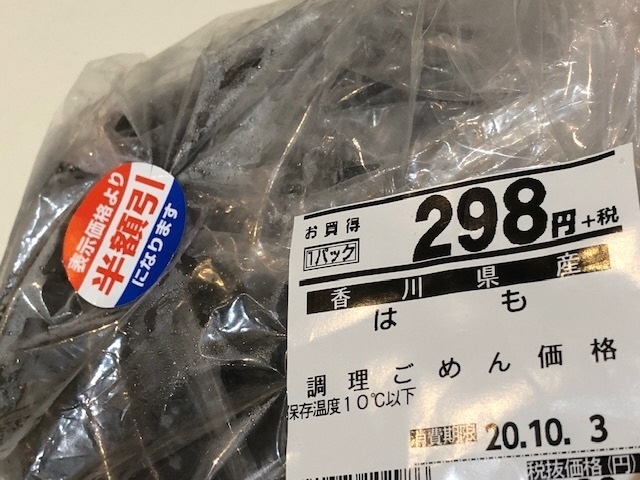 表示価格より
半額引
になります
お買得
1パック
298円+税
香川県産
はも
調理ごめん価格
保存温度10℃以下
消費期限 20.10.3
税抜価格(円)